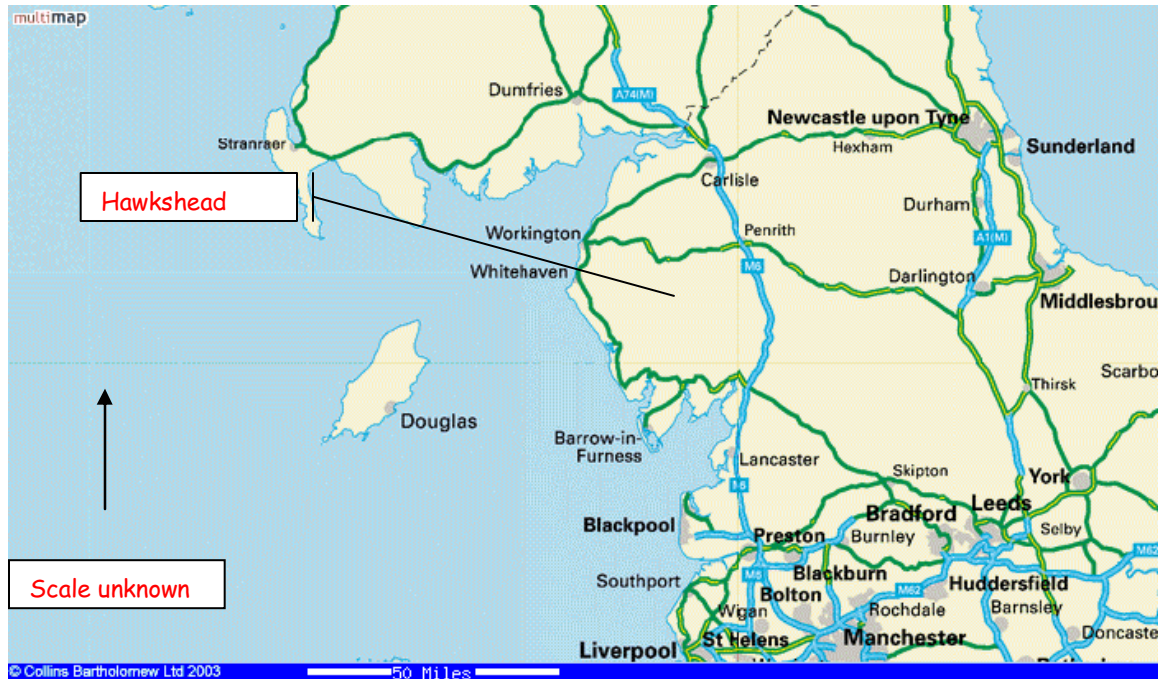 multimap
Dumfries
A74(M)
Newcastle upon Tyne
Stranraer
Hexham
Sunderland
Carlisle
Hawkshead
Durham
Workington
Penrith
A1(M)
Whitehaven
M6
Darlington
Middlesbrou
Scarbo
Thirsk
Douglas
Barrow-in-
Furness
Lancaster
Skipton
York
M6
Leeds
Bradford
Blackpool
Preston
Burnley
Selby
M62
Blackburn
Scale unknown
Southport
M6
Huddersfield
Bolton
M62
Wigan
Rochdale
Barnsley
St Helens
Manchester
Doncaste
Liverpool
© Collins Bartholomew Ltd 2003
50 Miles